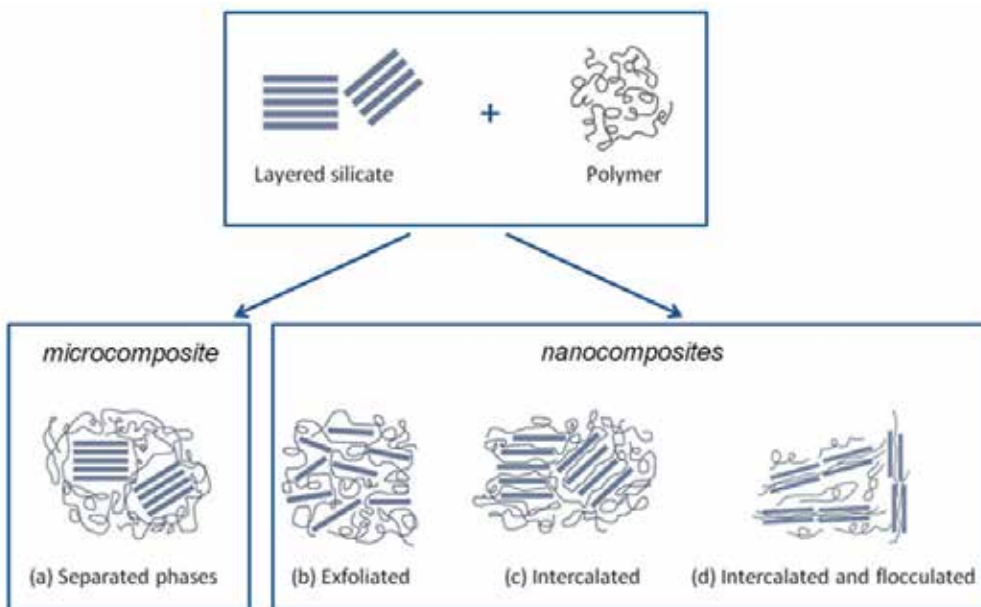 +
Layered silicate
Polymer
microcomposite
nanocomposites
(a) Separated phases
(b) Exfoliated
(c) Intercalated
(d) Intercalated and flocculated